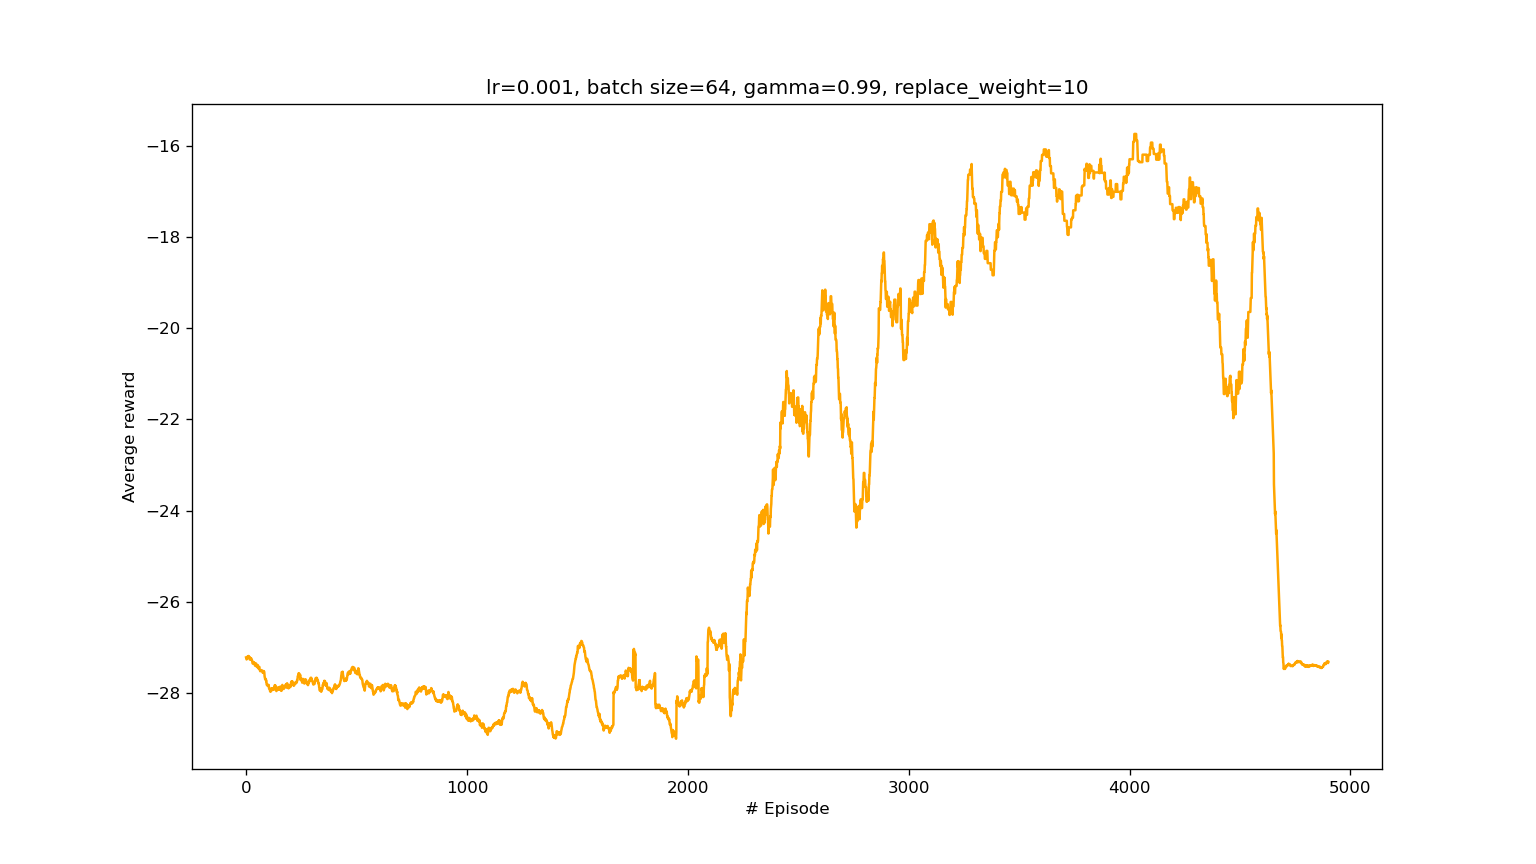 lr=0.001, batch size=64, gamma=0.99, replace_weight=10
−16
−18
−20
−22
−24
−26
−28
Average reward
0 1000 2000 3000 4000 5000
# Episode